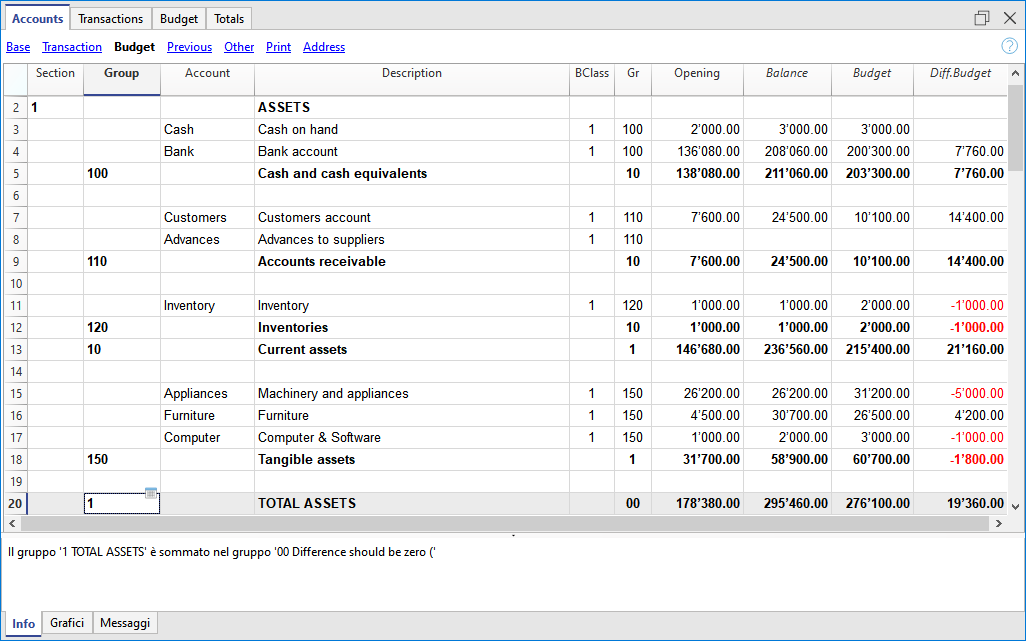 Accounts Transactions Budget Totals
Base Transaction Budget Previous Other Print Address
Section Group Account Description BClass Gr Opening Balance Budget Diff.Budget
2 1 ASSETS
3 Cash Cash on hand 1 100 2’000.00 3’000.00 3’000.00
4 Bank Bank account 1 100 136’080.00 208’060.00 200’300.00 7’760.00
5 100 Cash and cash equivalents 10 138’080.00 211’060.00 203’300.00 7’760.00
6
7 Customers Customers account 1 110 7’600.00 24’500.00 10’100.00 14’400.00
8 Advances Advances to suppliers 1 110
9 110 Accounts receivable 10 7’600.00 24’500.00 10’100.00 14’400.00
10
11 Inventory Inventory 1 120 1’000.00 1’000.00 2’000.00 -1’000.00
12 120 Inventories 10 1’000.00 1’000.00 2’000.00 -1’000.00
13 10 Current assets 1 146’680.00 236’560.00 215’400.00 21’160.00
14
15 Appliances Machinery and appliances 1 150 26’200.00 26’200.00 31’200.00 -5’000.00
16 Furniture Furniture 1 150 4’500.00 30’700.00 26’500.00 4’200.00
17 Computer Computer & Software 1 150 1’000.00 2’000.00 3’000.00 -1’000.00
18 150 Tangible assets 1 31’700.00 58’900.00 60’700.00 -1’800.00
19
20 1 TOTAL ASSETS 00 178’380.00 295’460.00 276’100.00 19’360.00
Il gruppo '1 TOTAL ASSETS' è sommato nel gruppo '00 Difference should be zero ('
Info Grafici Messaggi